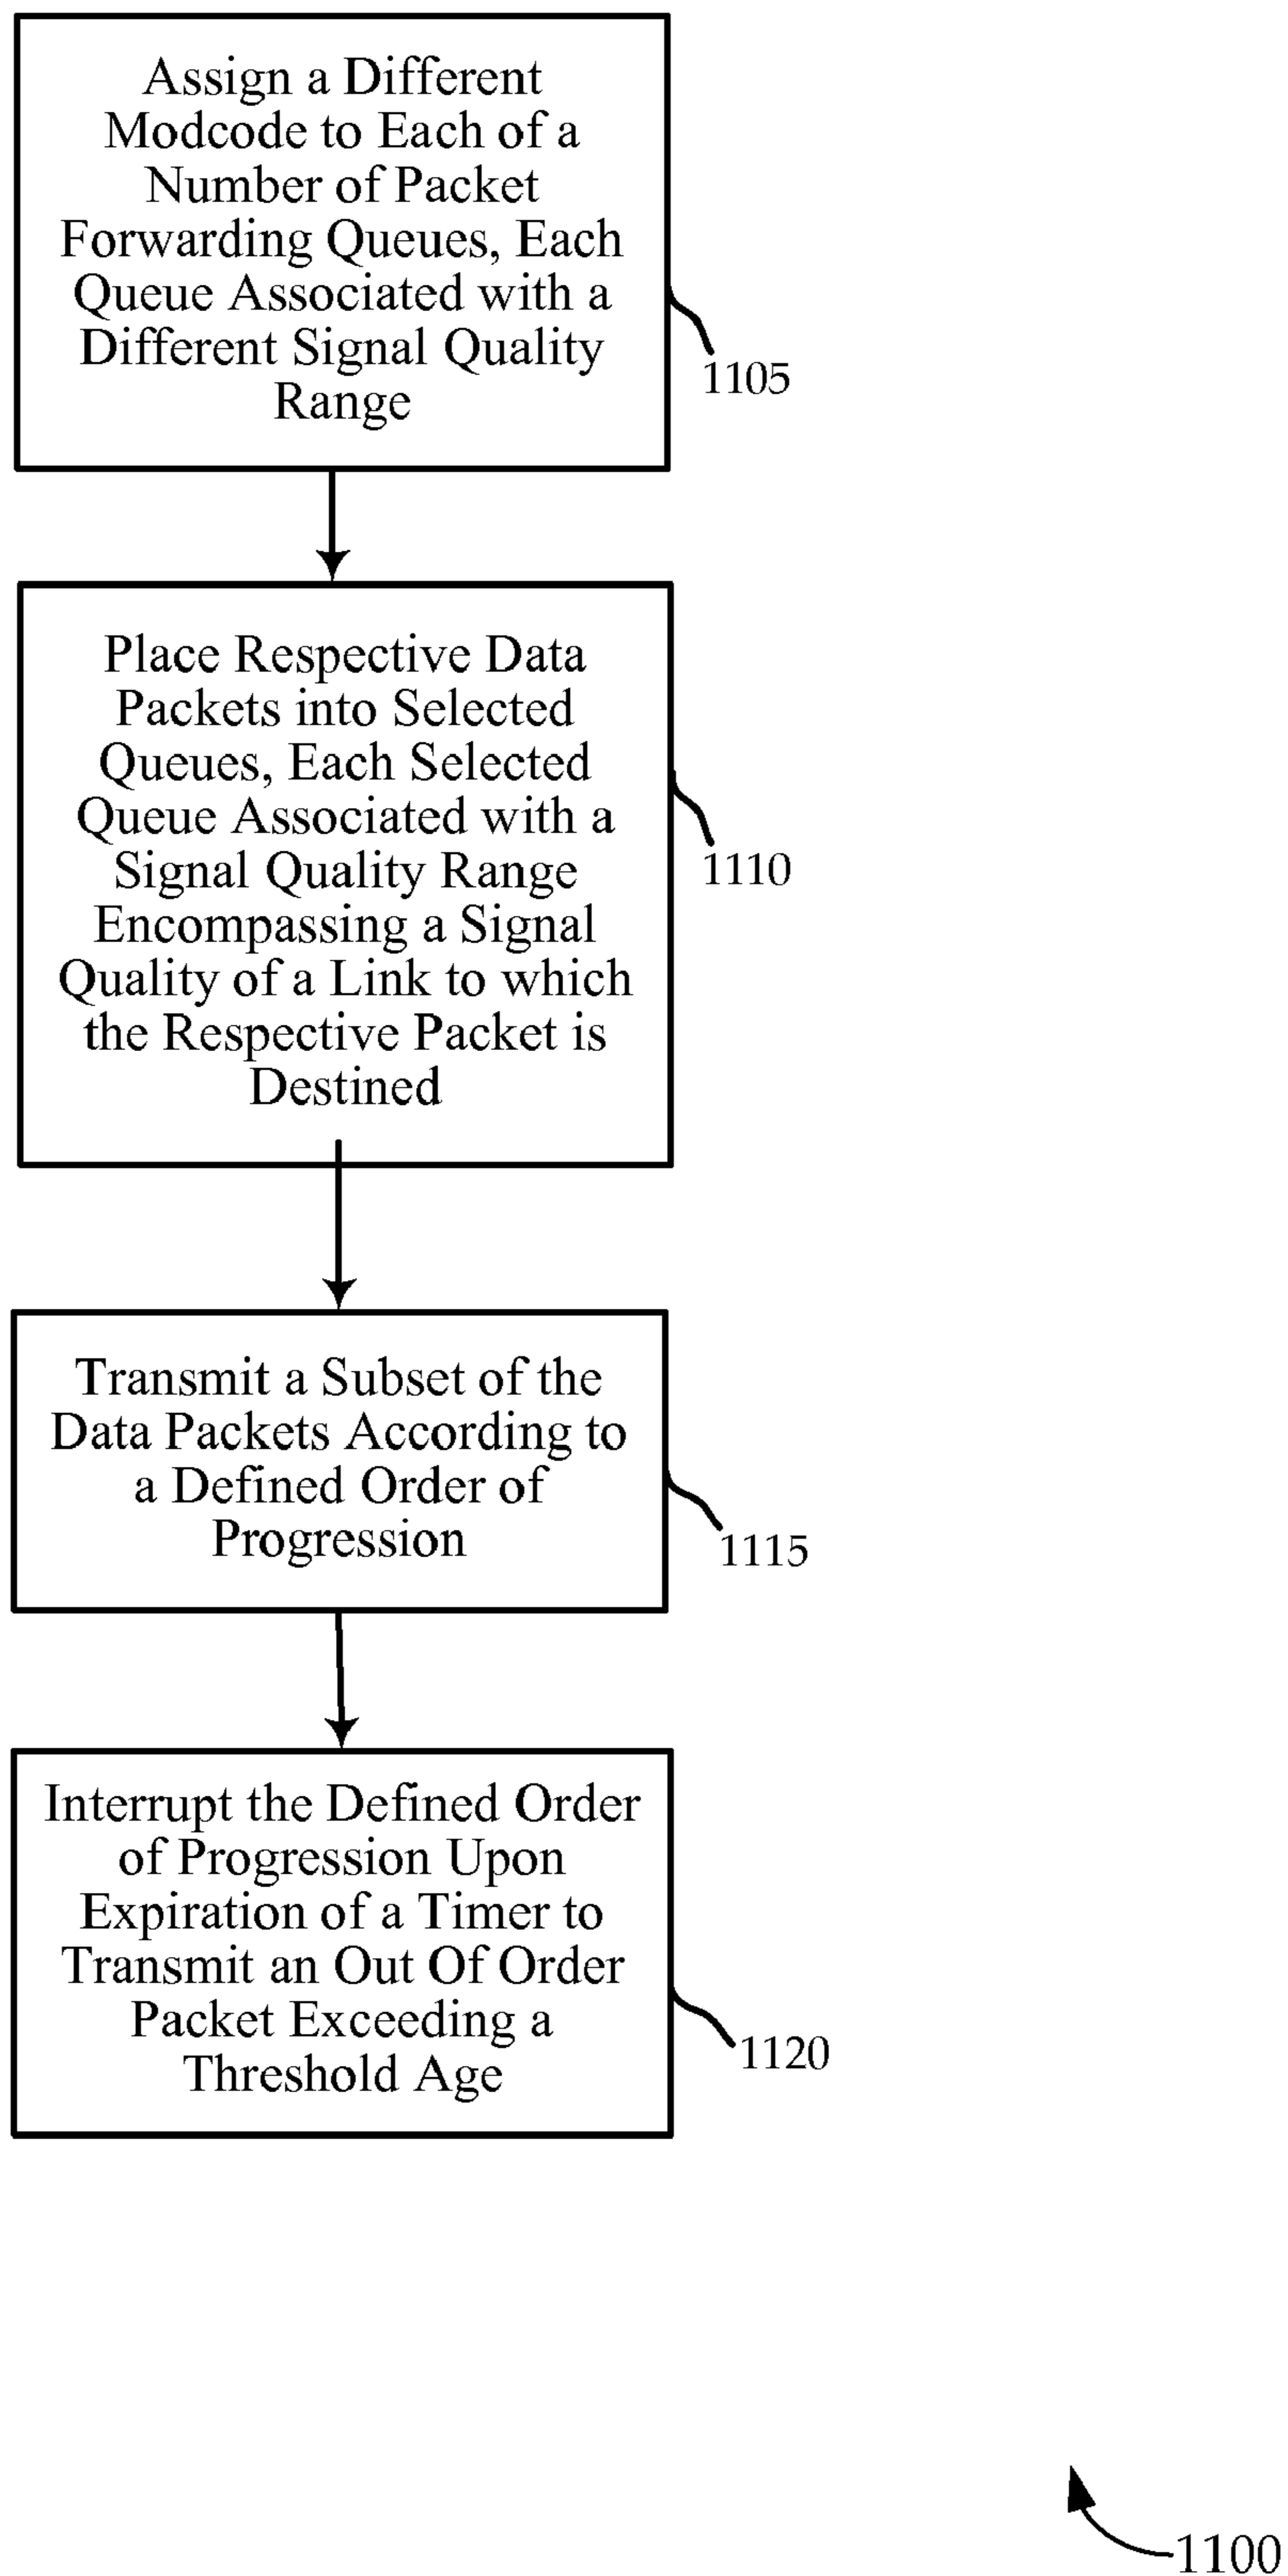 Assign a Different
Modcode to Each of a
Number of Packet
Forwarding Queues, Each
Queue Associated with a
Different Signal Quality
Range
1105
Place Respective Data
Packets into Selected
Queues, Each Selected
Queue Associated with a
Signal Quality Range
Encompassing a Signal
Quality of a Link to which
the Respective Packet is
Destined
1110
Transmit a Subset of the
Data Packets According to
a Defined Order of
Progression
1115
Interrupt the Defined Order
of Progression Upon
Expiration of a Timer to
Transmit an Out Of Order
Packet Exceeding a
Threshold Age
1120
1100